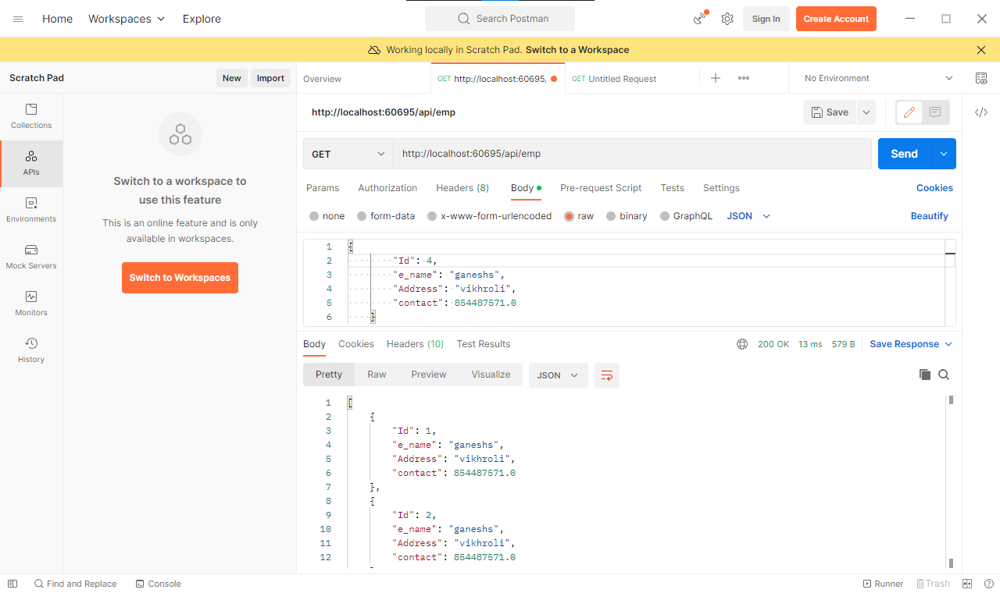 Home Workspaces Explore Search Postman Sign In Create Account
Working locally in Scratch Pad. Switch to a Workspace
Scratch Pad New Import
Overview GET http://localhost:60695, GET Untitled Request No Environment
Collections
APIs
Environments
Mock Servers
Monitors
History
Switch to a workspace to
use this feature
This is an online feature and is only
available in workspaces.
Switch to Workspaces
http://localhost:60695/api/emp Save
GET http://localhost:60695/api/emp Send
Params Authorization Headers (8) Body Pre-request Script Tests Settings Cookies
none form-data x-www-form-urlencoded raw binary GraphQL JSON Beautify
1 {
2 "Id": 4,
3 "e_name": "ganeshs",
4 "Address": "vikhroli",
5 "contact": 854487571.0
6 }
Body Cookies Headers (10) Test Results 200 OK 13 ms 579 B Save Response
Pretty Raw Preview Visualize JSON
1 [
2 {
3 "Id": 1,
4 "e_name": "ganeshs",
5 "Address": "vikhroli",
6 "contact": 854487571.0
7 },
8 {
9 "Id": 2,
10 "e_name": "ganeshs",
11 "Address": "vikhroli",
12 "contact": 854487571.0
Find and Replace Console Runner Trash